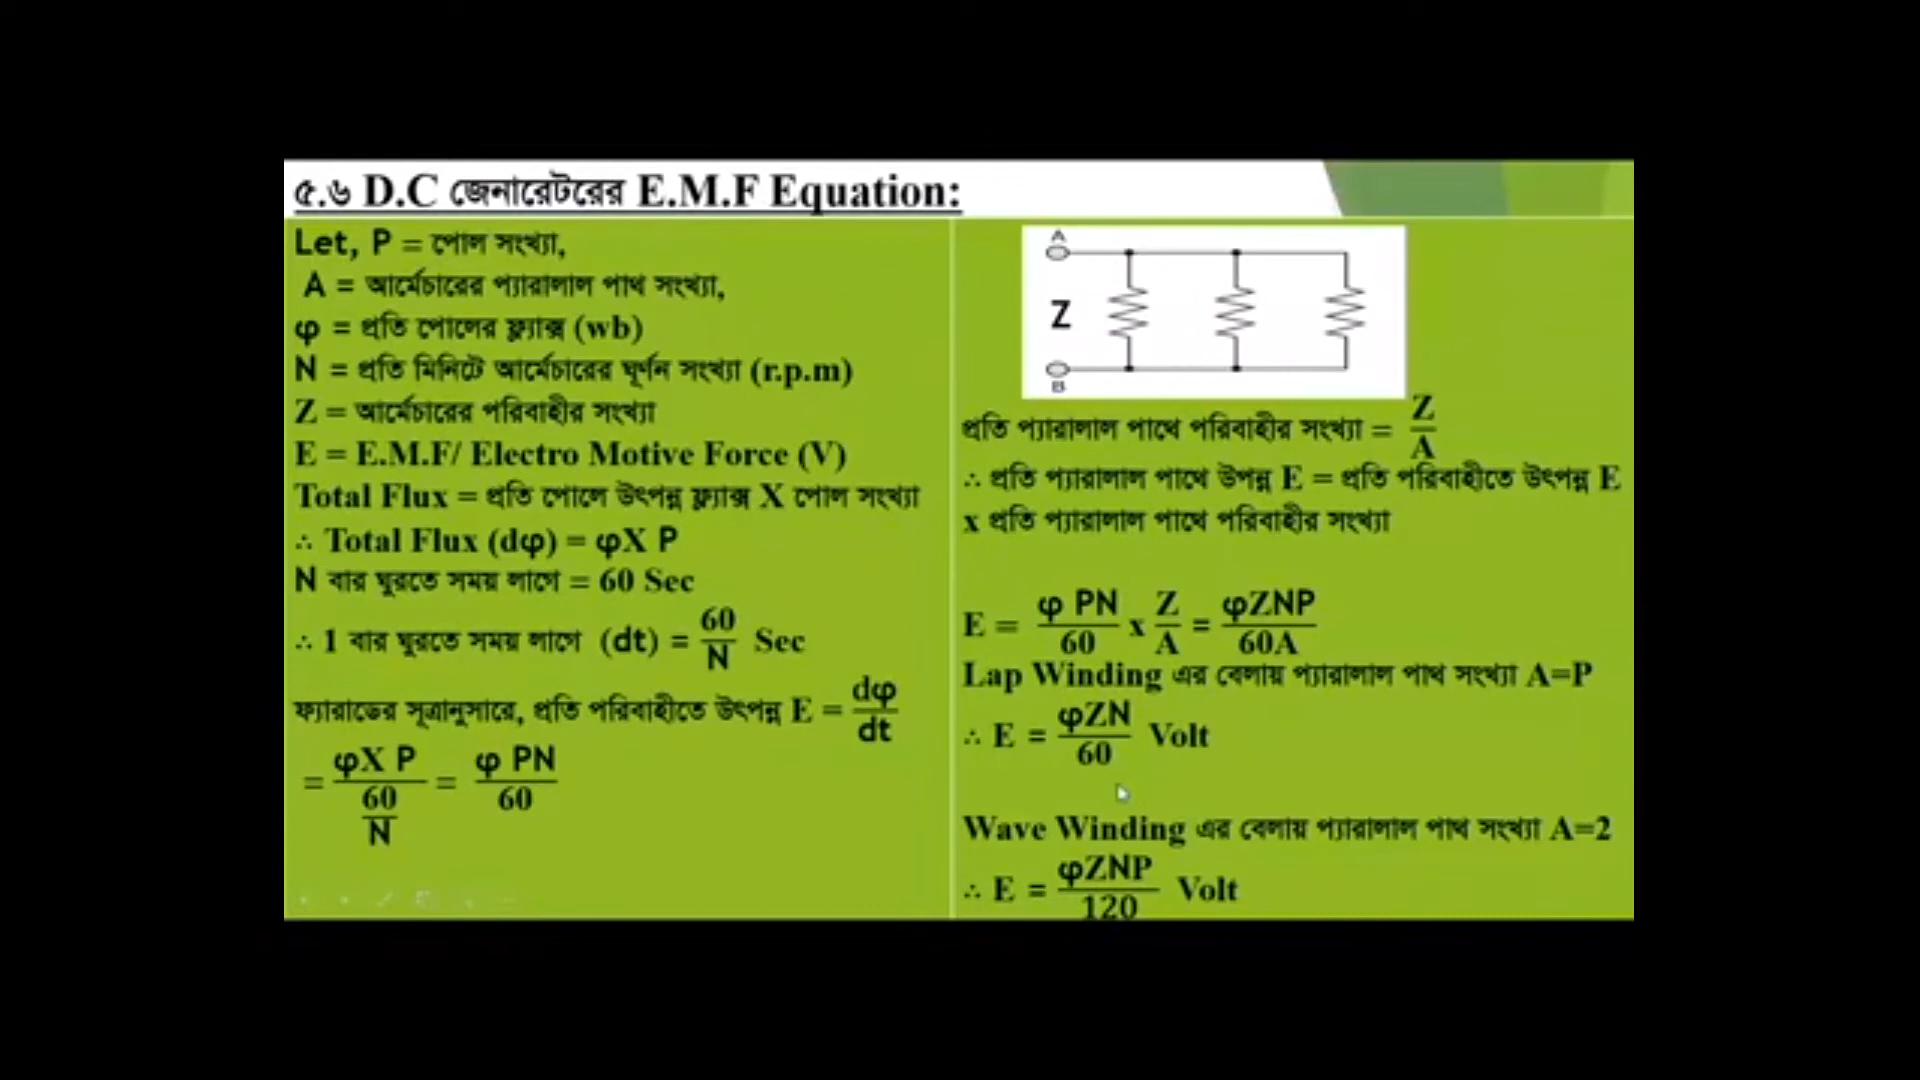 ৫.৬ D.C জেনারেটরের E.M.F Equation:
Let, P = পোল সংখ্যা,
A = আর্মেচারের প্যারালাল পাথ সংখ্যা,
φ = প্রতি পোলের ফ্ল্যাক্স (wb)
N = প্রতি মিনিটে আর্মেচারের ঘূর্ণন সংখ্যা (r.p.m)
Z = আর্মেচারের পরিবাহীর সংখ্যা
E = E.M.F/ Electro Motive Force (V)
Total Flux = প্রতি পোলে উৎপন্ন ফ্ল্যাক্স X পোল সংখ্যা
∴ Total Flux (dφ) = φX P
N বার ঘুরতে সময় লাগে = 60 Sec
∴ 1 বার ঘুরতে সময় লাগে (dt) = 60/N Sec
ফ্যারাডের সূত্রানুসারে, প্রতি পরিবাহীতে উৎপন্ন E = dφ/dt
= φX P/(60/N) = φ PN/60
A
Z
B
প্রতি প্যারালাল পাথে পরিবাহীর সংখ্যা = Z/A
∴ প্রতি প্যারালাল পাথে উপন্ন E = প্রতি পরিবাহীতে উৎপন্ন E
x প্রতি প্যারালাল পাথে পরিবাহীর সংখ্যা
E = φ PN/60 x Z/A = φZNP/60A
Lap Winding এর বেলায় প্যারালাল পাথ সংখ্যা A=P
∴ E = φZN/60 Volt
Wave Winding এর বেলায় প্যারালাল পাথ সংখ্যা A=2
∴ E = φZNP/120 Volt